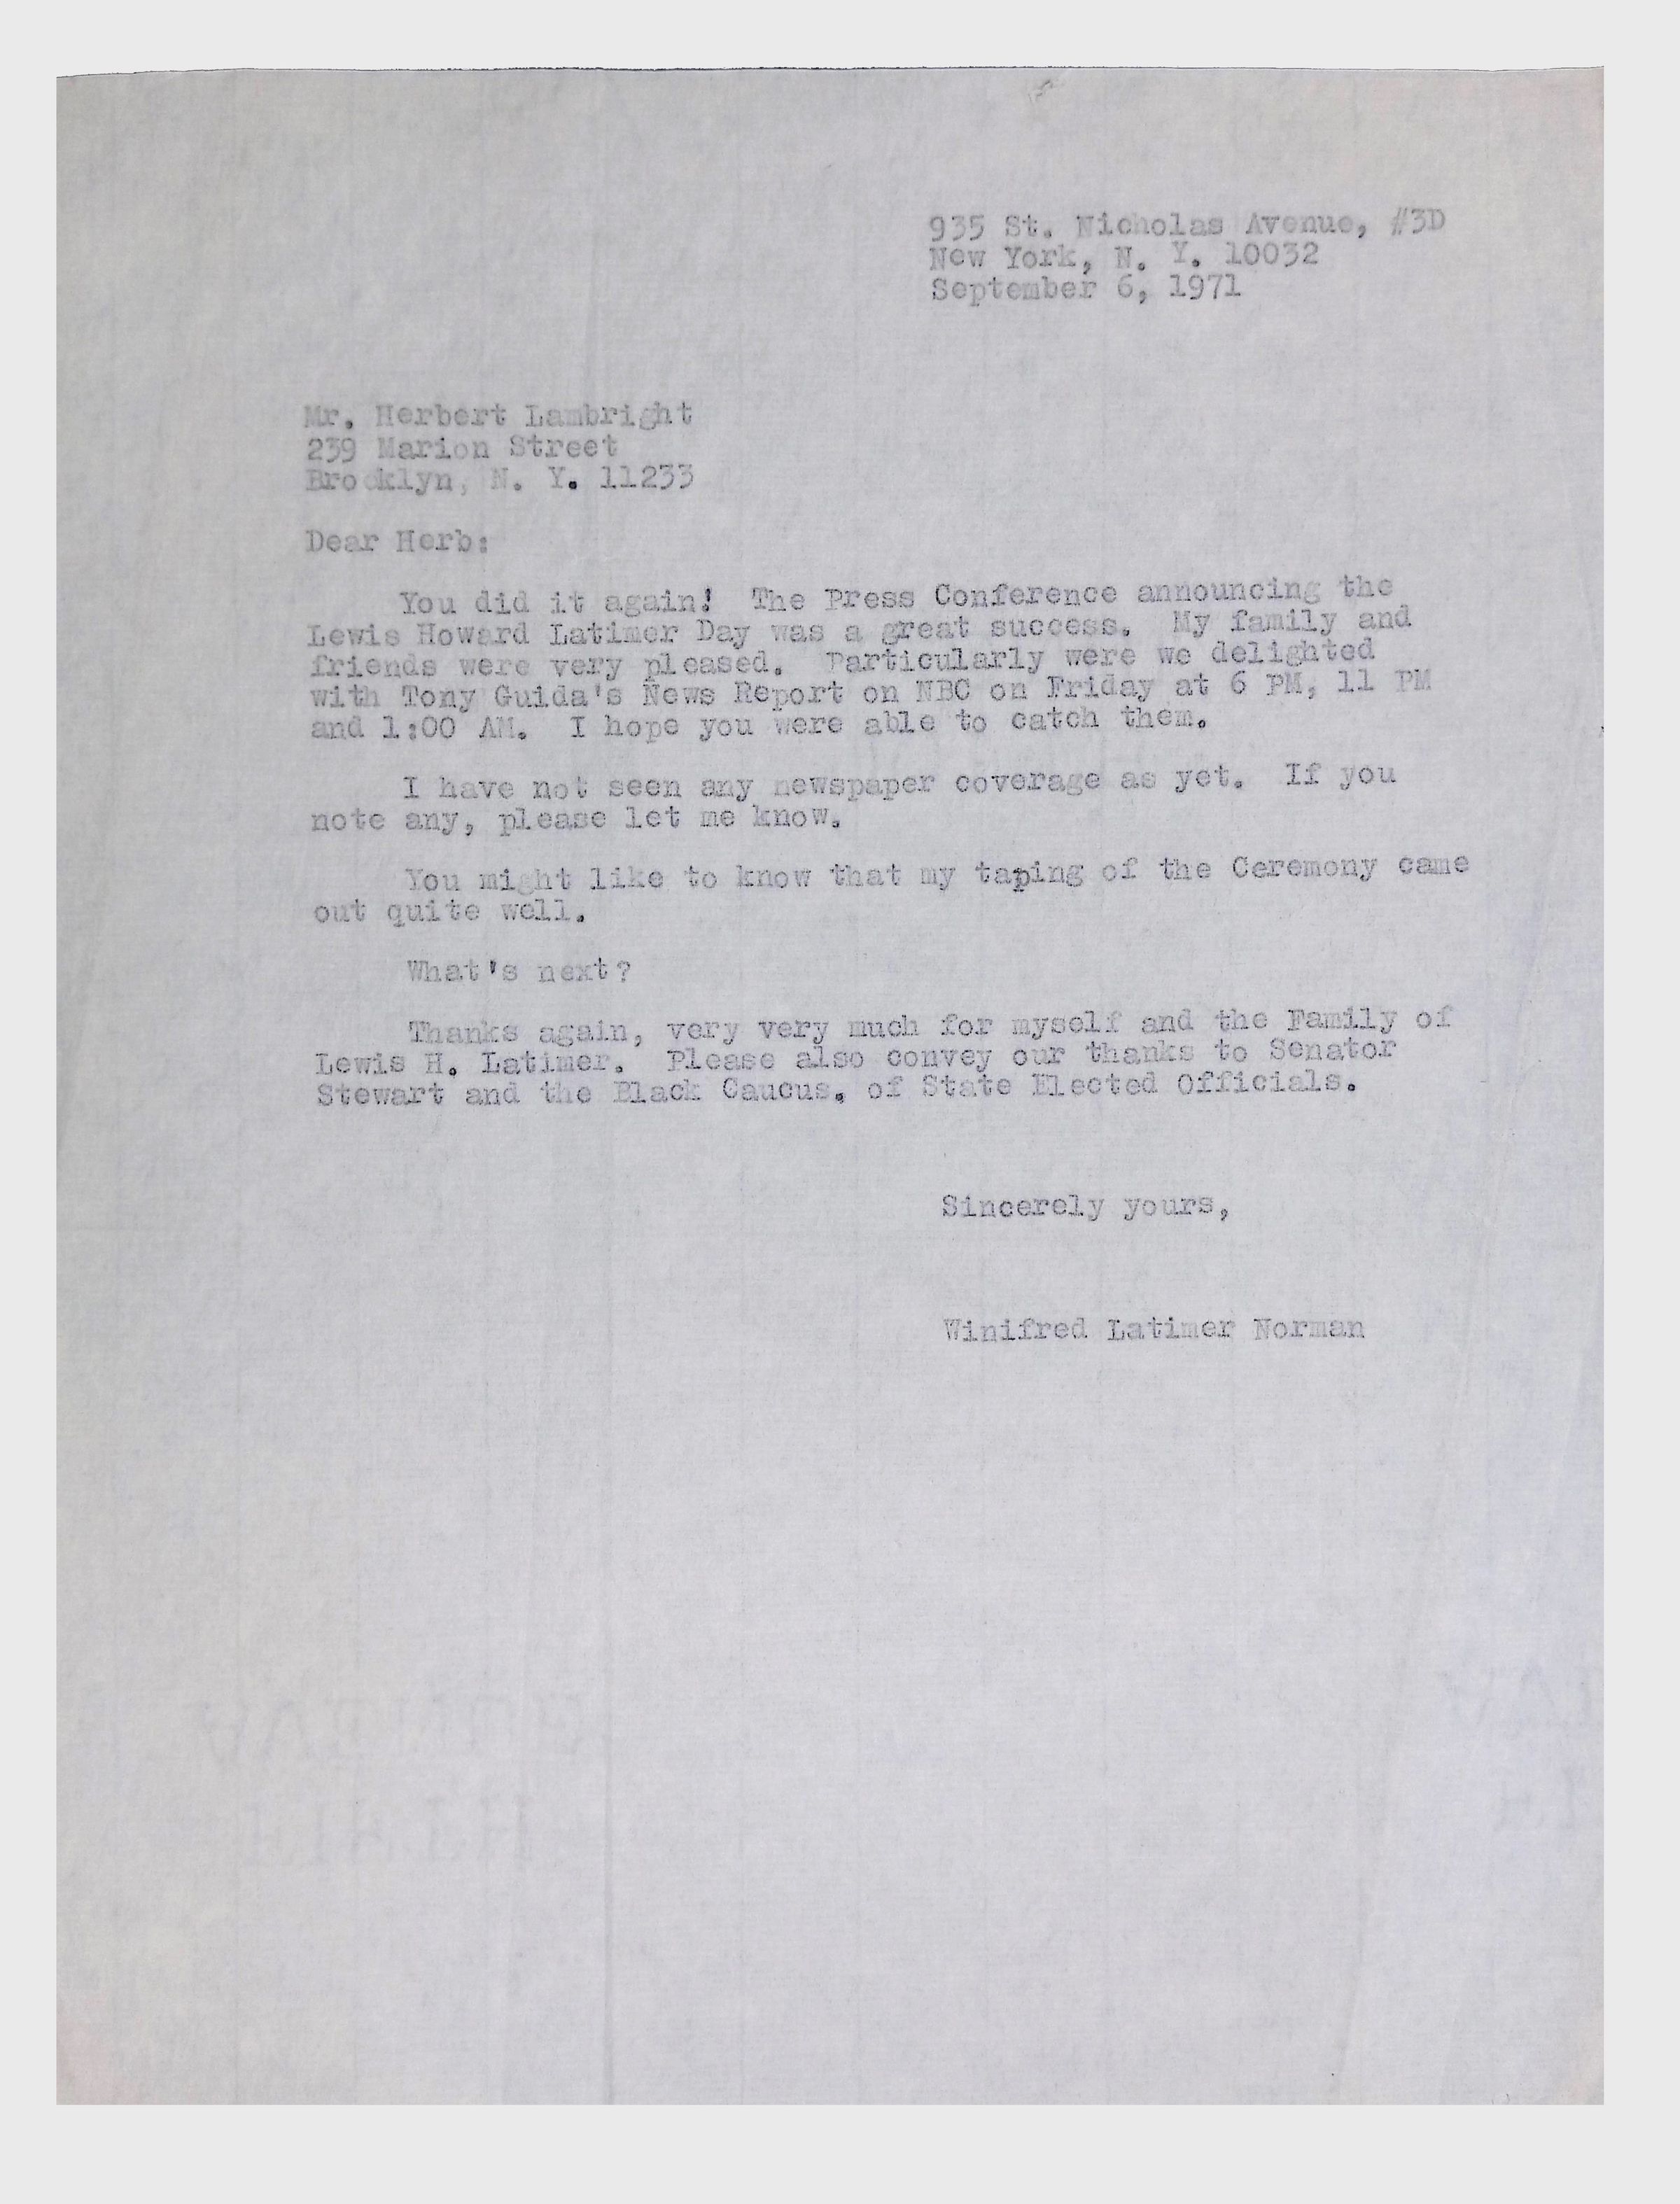 935 St. Nicholas Avenue, #3D
New York, N. Y. 10032
September 6, 1971
Mr. Herbert Lambright
239 Marion Street
Brooklyn, N. Y. 11233
Dear Herb:
You did it again! The Press Conference announcing the
Lewis Howard Latimer Day was a great success. My family and
friends were very pleased. Particularly were we delighted
with Tony Guida's News Report on NBC on Friday at 6 PM, 11 PM
and 1:00 AM. I hope you were able to catch them.
I have not seen any newspaper coverage as yet. If you
note any, please let me know.
You might like to know that my taping of the Ceremony came
out quite well.
What's next?
Thanks again, very very much for myself and the Family of
Lewis H. Latimer. Please also convey our thanks to Senator
Stewart and the Black Caucus. of State Elected Officials.
Sincerely yours,
Winifred Latimer Norman